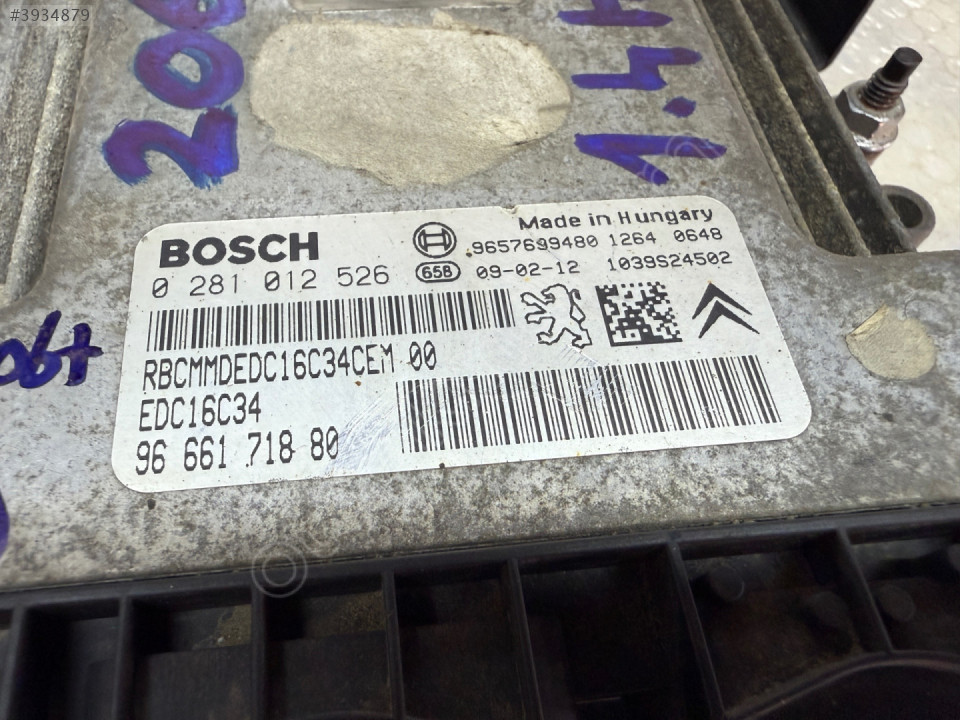 #3934879
206
1.4H
BOSCH
0 281 012 526
Made in Hungary
9657699480 1264 0648
658 09-02-12 1039S24502
RBCMMDEDC16C34CEM 00
EDC16C34
96 661 718 80